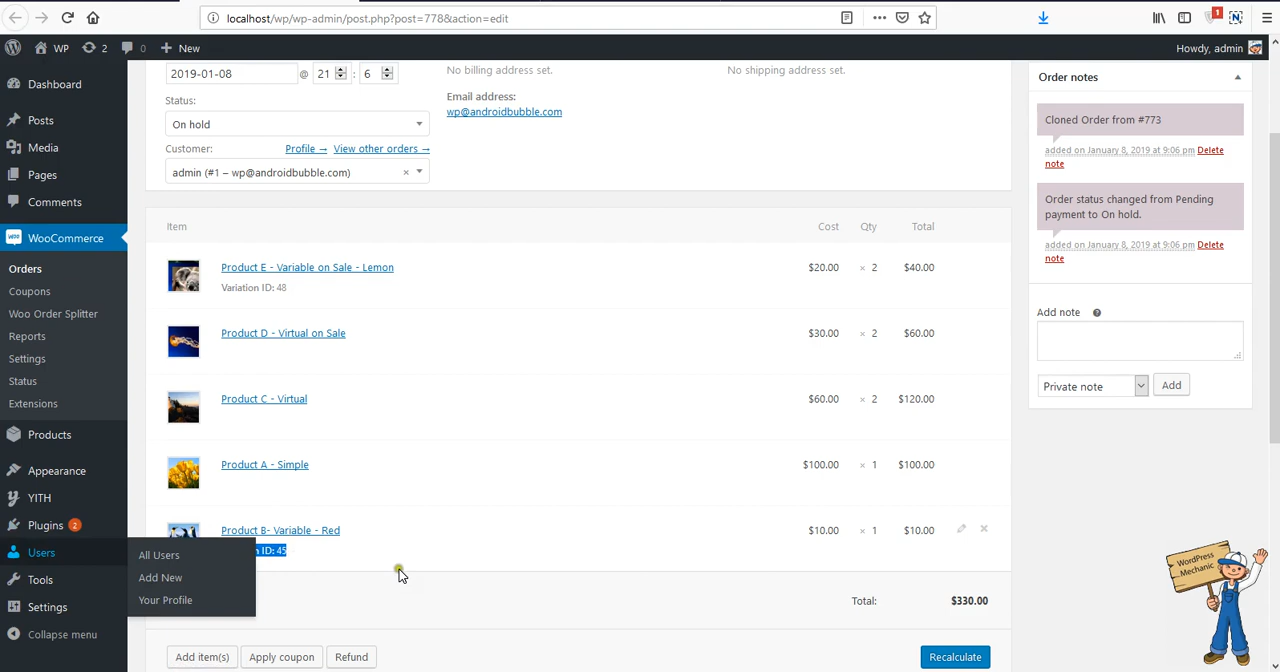 localhost/wp/wp-admin/post.php?post=778&action=edit
1
WP
2
0
New
Howdy, admin
Dashboard
Posts
Media
Pages
Comments
WooCommerce
Orders
Coupons
Woo Order Splitter
Reports
Settings
Status
Extensions
Products
Appearance
YITH
Plugins 2
Users
Tools
Settings
Collapse menu
All Users
Add New
Your Profile
2019-01-08 @ 21 : 6
Status:
On hold
Customer: Profile → View other orders →
admin (#1 – wp@androidbubble.com) ×
No billing address set.
Email address:
wp@androidbubble.com
No shipping address set.
Item Cost Qty Total
Product E - Variable on Sale - Lemon $20.00 × 2 $40.00
Variation ID: 48
Product D - Virtual on Sale $30.00 × 2 $60.00
Product C - Virtual $60.00 × 2 $120.00
Product A - Simple $100.00 × 1 $100.00
Product B- Variable - Red $10.00 × 1 $10.00
ID: 45
Total: $330.00
Add item(s) Apply coupon Refund Recalculate
Order notes
Cloned Order from #773
added on January 8, 2019 at 9:06 pm Delete
note
Order status changed from Pending
payment to On hold.
added on January 8, 2019 at 9:06 pm Delete
note
Add note ?
Private note Add
WordPress
Mechanic